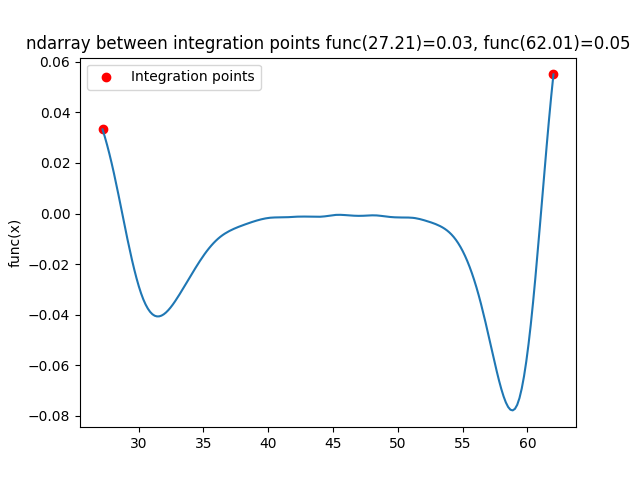 ndarray between integration points func(27.21)=0.03, func(62.01)=0.05
Integration points
func(x)
0.06
0.04
0.02
0.00
−0.02
−0.04
−0.06
−0.08
30 35 40 45 50 55 60